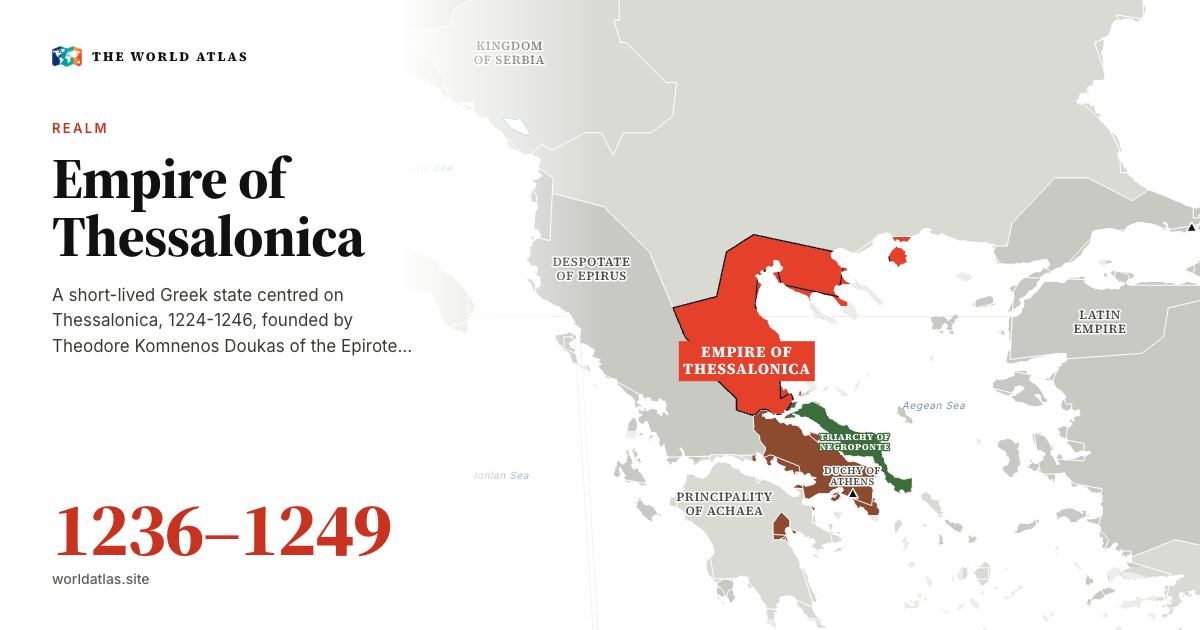 THE WORLD ATLAS
REALM
Empire of
Thessalonica
A short-lived Greek state centred on
Thessalonica, 1224-1246, founded by
Theodore Komnenos Doukas of the Epirote...
1236–1249
worldatlas.site
KINGDOM
OF SERBIA
Sea
DESPOTATE
OF EPIRUS
LATIN
EMPIRE
EMPIRE OF
THESSALONICA
Aegean Sea
TRIARCHY OF
NEGROPONTE
DUCHY OF
ATHENS
Ionian Sea
PRINCIPALITY
OF ACHAEA